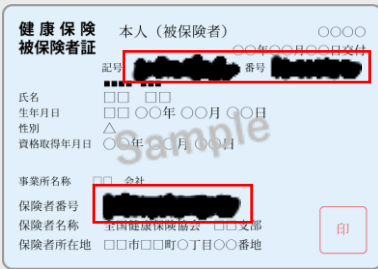 健康保険 本人（被保険者） ○○○○
被保険者証 ○○年○○月○○日交付
記号 番号
氏名 □□ □□
生年月日 □□ ○○年 ○○月 ○○日
性別 △
資格取得年月日 ○○年 ○○月 ○○日
Sample
事業所名称 □□ 会社
保険者番号
保険者名称 全国健康保険協会 □□支部
保険者所在地 □□市□□町○丁目○○番地
印